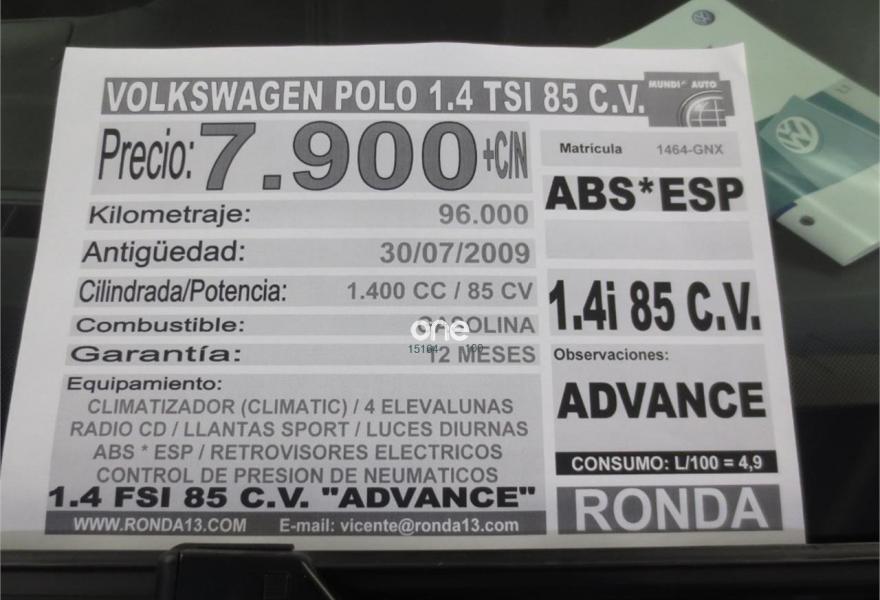 VOLKSWAGEN POLO 1.4 TSI 85 C.V.
MUNDI AUTO
Precio: 7.900 +C/N
Matrícula 1464-GNX
ABS*ESP
Kilometraje: 96.000
Antigüedad: 30/07/2009
Cilindrada/Potencia: 1.400 CC / 85 CV
1.4i 85 C.V.
Combustible: GASOLINA
one
15164 100
Garantía: 12 MESES
Observaciones:
ADVANCE
Equipamiento:
CLIMATIZADOR (CLIMATIC) / 4 ELEVALUNAS
RADIO CD / LLANTAS SPORT / LUCES DIURNAS
ABS * ESP / RETROVISORES ELECTRICOS
CONTROL DE PRESION DE NEUMATICOS
1.4 FSI 85 C.V. "ADVANCE"
CONSUMO: L/100 = 4,9
RONDA
WWW.RONDA13.COM E-mail: vicente@ronda13.com